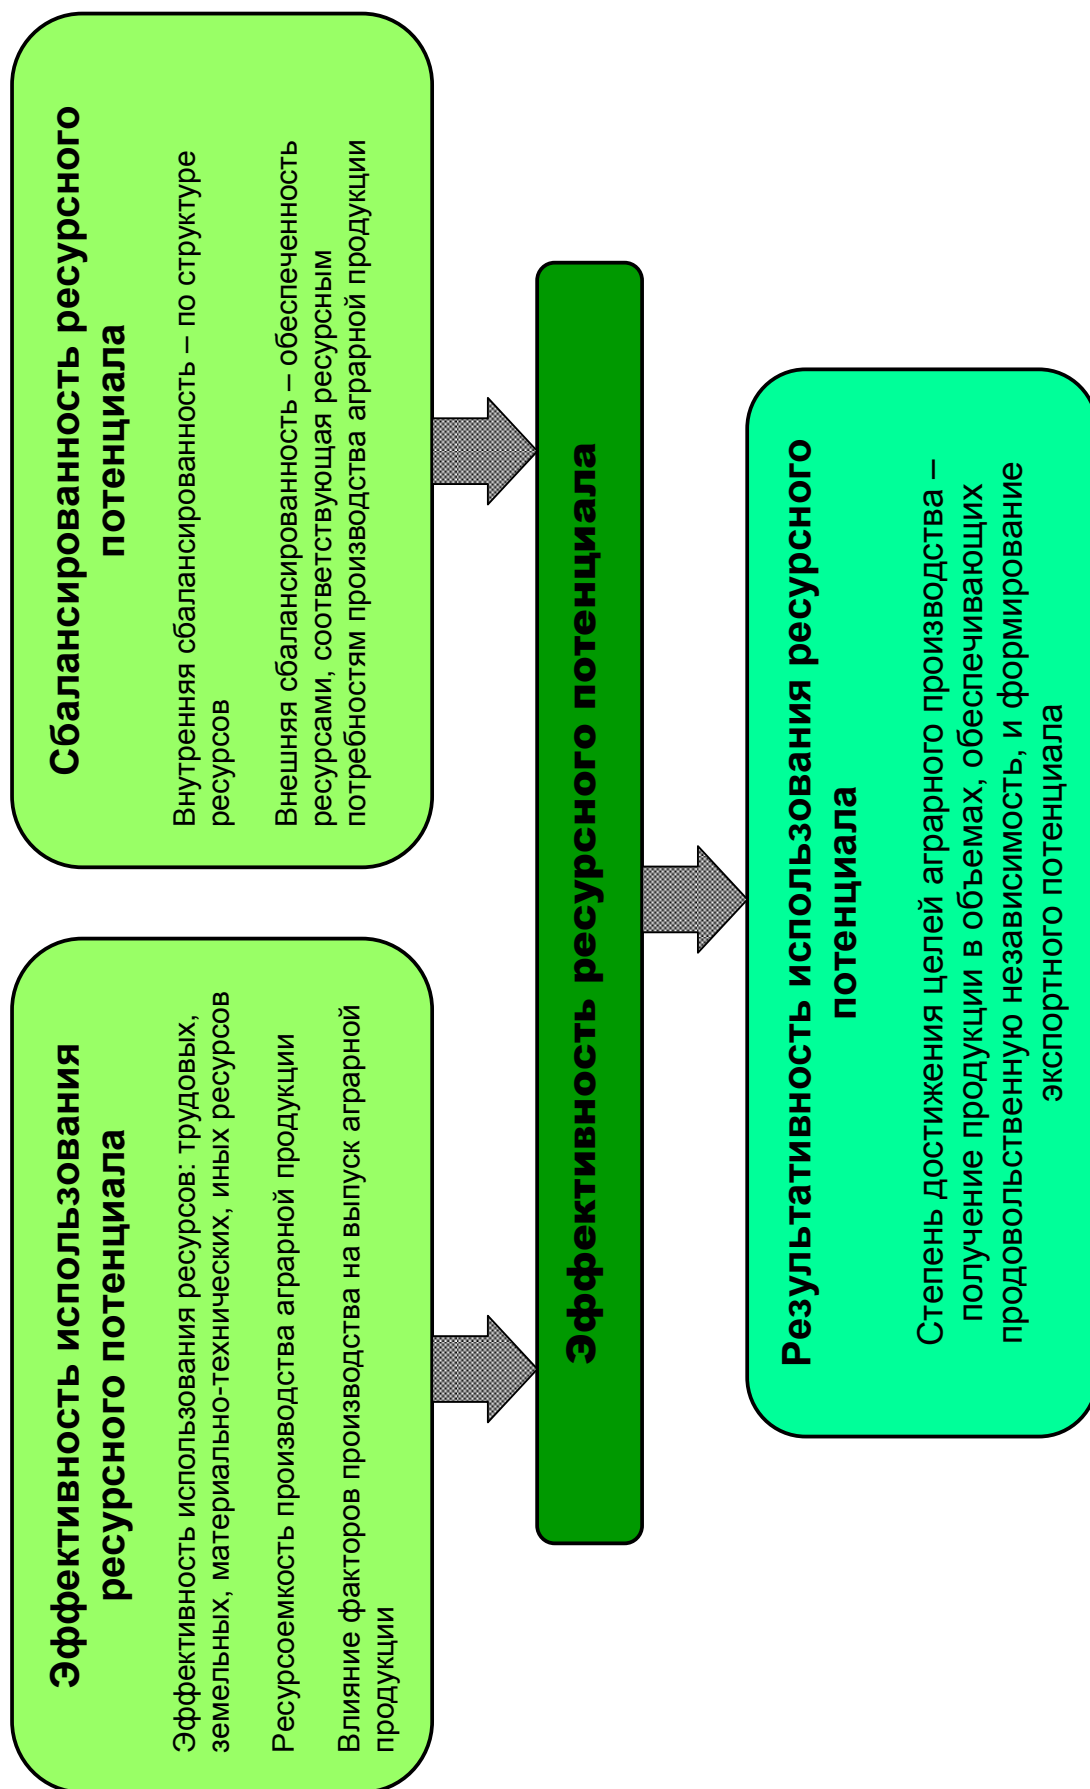 Эффективность использования
ресурсного потенциала
Эффективность использования ресурсов: трудовых,
земельных, материально-технических, иных ресурсов
Ресурсоемкость производства аграрной продукции
Влияние факторов производства на выпуск аграрной
продукции
Сбалансированность ресурсного
потенциала
Внутренняя сбалансированность – по структуре
ресурсов
Внешняя сбалансированность – обеспеченность
ресурсами, соответствующая ресурсным
потребностям производства аграрной продукции
Эффективность ресурсного потенциала
Результативность использования ресурсного
потенциала
Степень достижения целей аграрного производства –
получение продукции в объемах, обеспечивающих
продовольственную независимость, и формирование
экспортного потенциала